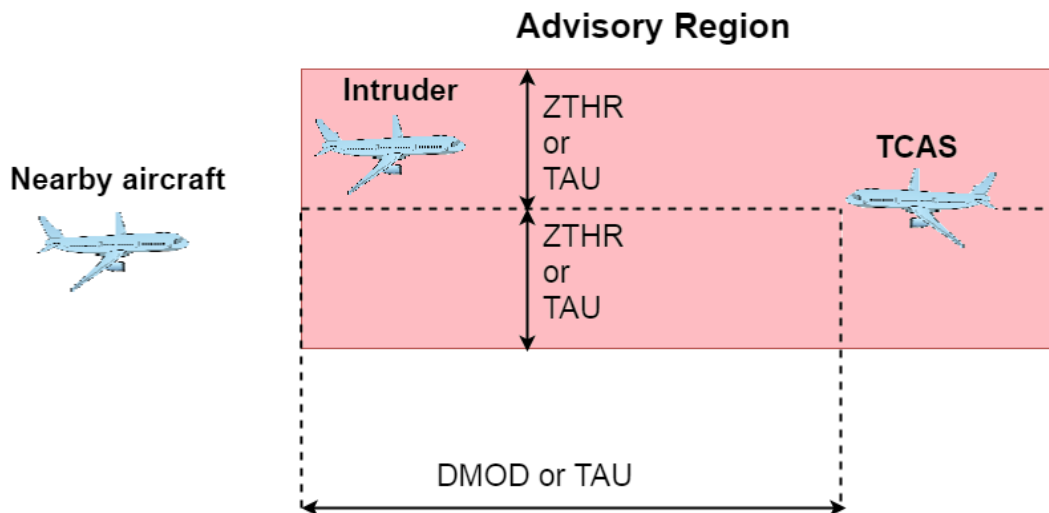 Advisory Region
Intruder
ZTHR
or
TAU
TCAS
Nearby aircraft
ZTHR
or
TAU
DMOD or TAU